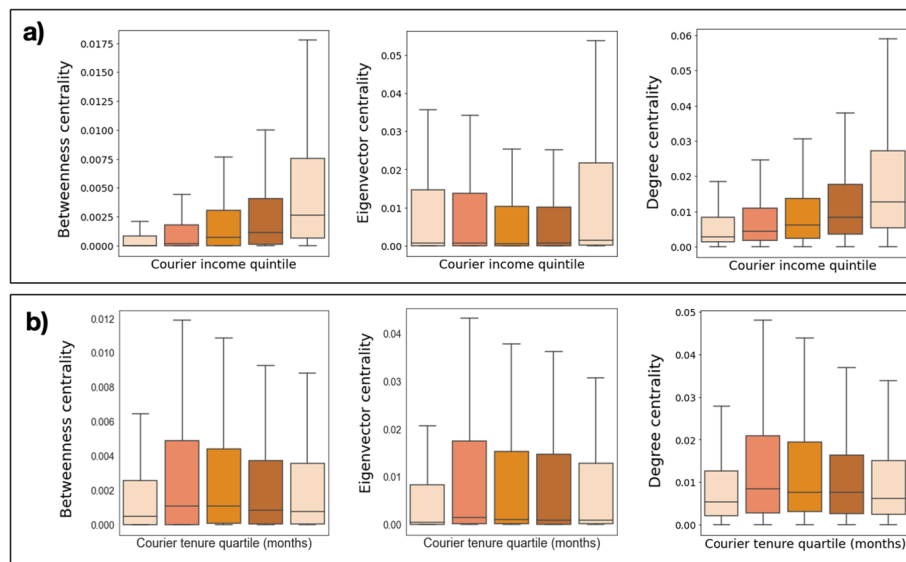 a)
Betweenness centrality
0.0175
0.0150
0.0125
0.0100
0.0075
0.0050
0.0025
0.0000
Courier income quintile
Eigenvector centrality
0.05
0.04
0.03
0.02
0.01
0.00
Courier income quintile
Degree centrality
0.06
0.05
0.04
0.03
0.02
0.01
0.00
Courier income quintile
b)
Betweenness centrality
0.012
0.010
0.008
0.006
0.004
0.002
0.000
Courier tenure quartile (months)
Eigenvector centrality
0.04
0.03
0.02
0.01
0.00
Courier tenure quartile (months)
Degree centrality
0.05
0.04
0.03
0.02
0.01
0.00
Courier tenure quartile (months)